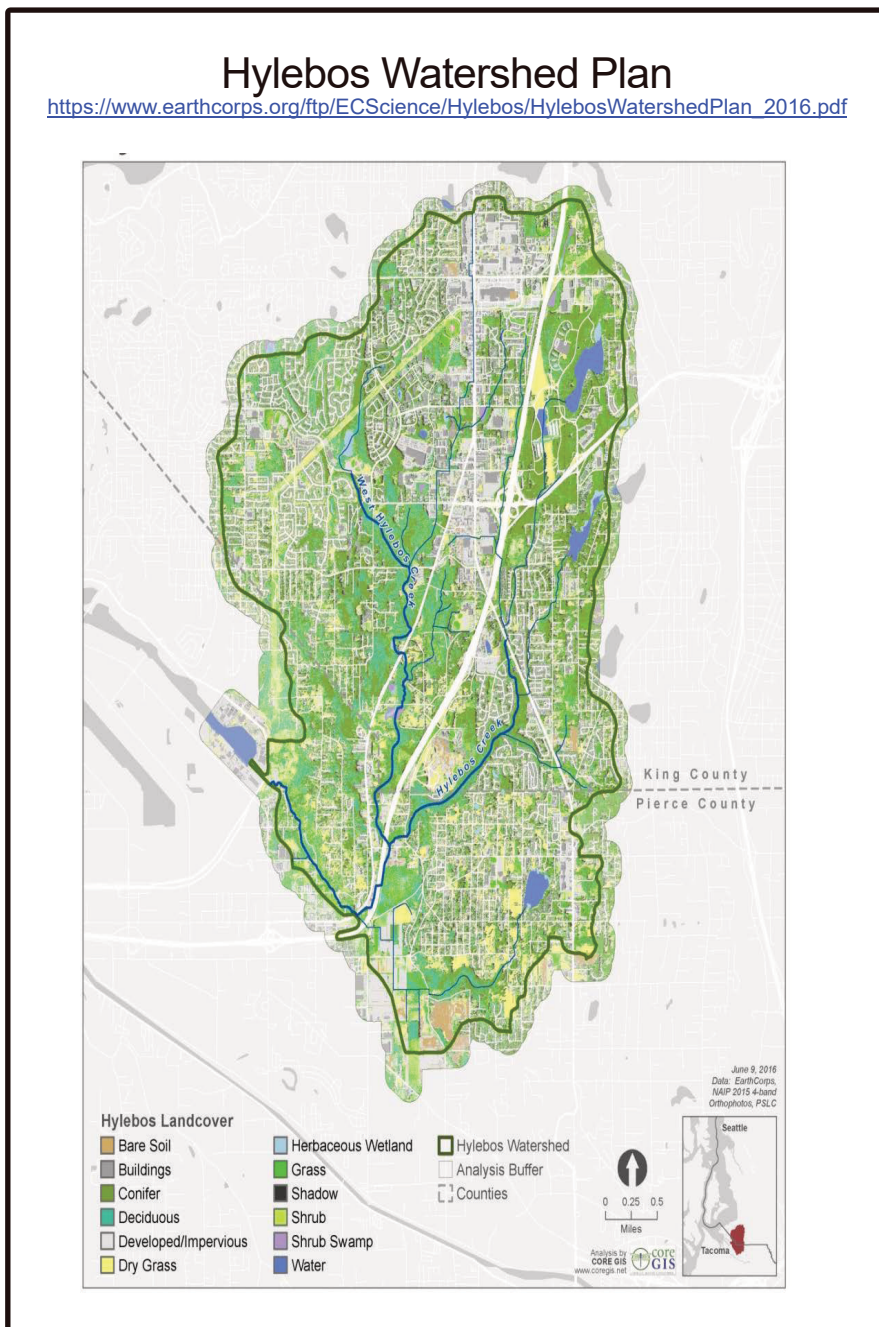 Hylebos Watershed Plan
https://www.earthcorps.org/ftp/ECScience/Hylebos/HylebosWatershedPlan_2016.pdf
West Hylebos Creek
Hylebos Creek
King County
Pierce County
June 9, 2016
Data: EarthCorps,
NAIP 2015 4-band
Orthophotos, PSLC
Hylebos Landcover
Bare Soil
Buildings
Conifer
Deciduous
Developed/Impervious
Dry Grass
Herbaceous Wetland
Grass
Shadow
Shrub
Shrub Swamp
Water
Hylebos Watershed
Analysis Buffer
Counties
0 0.25 0.5
Miles
Analysis by
CORE GIS
www.coregis.net
core
GIS
Seattle
Tacoma